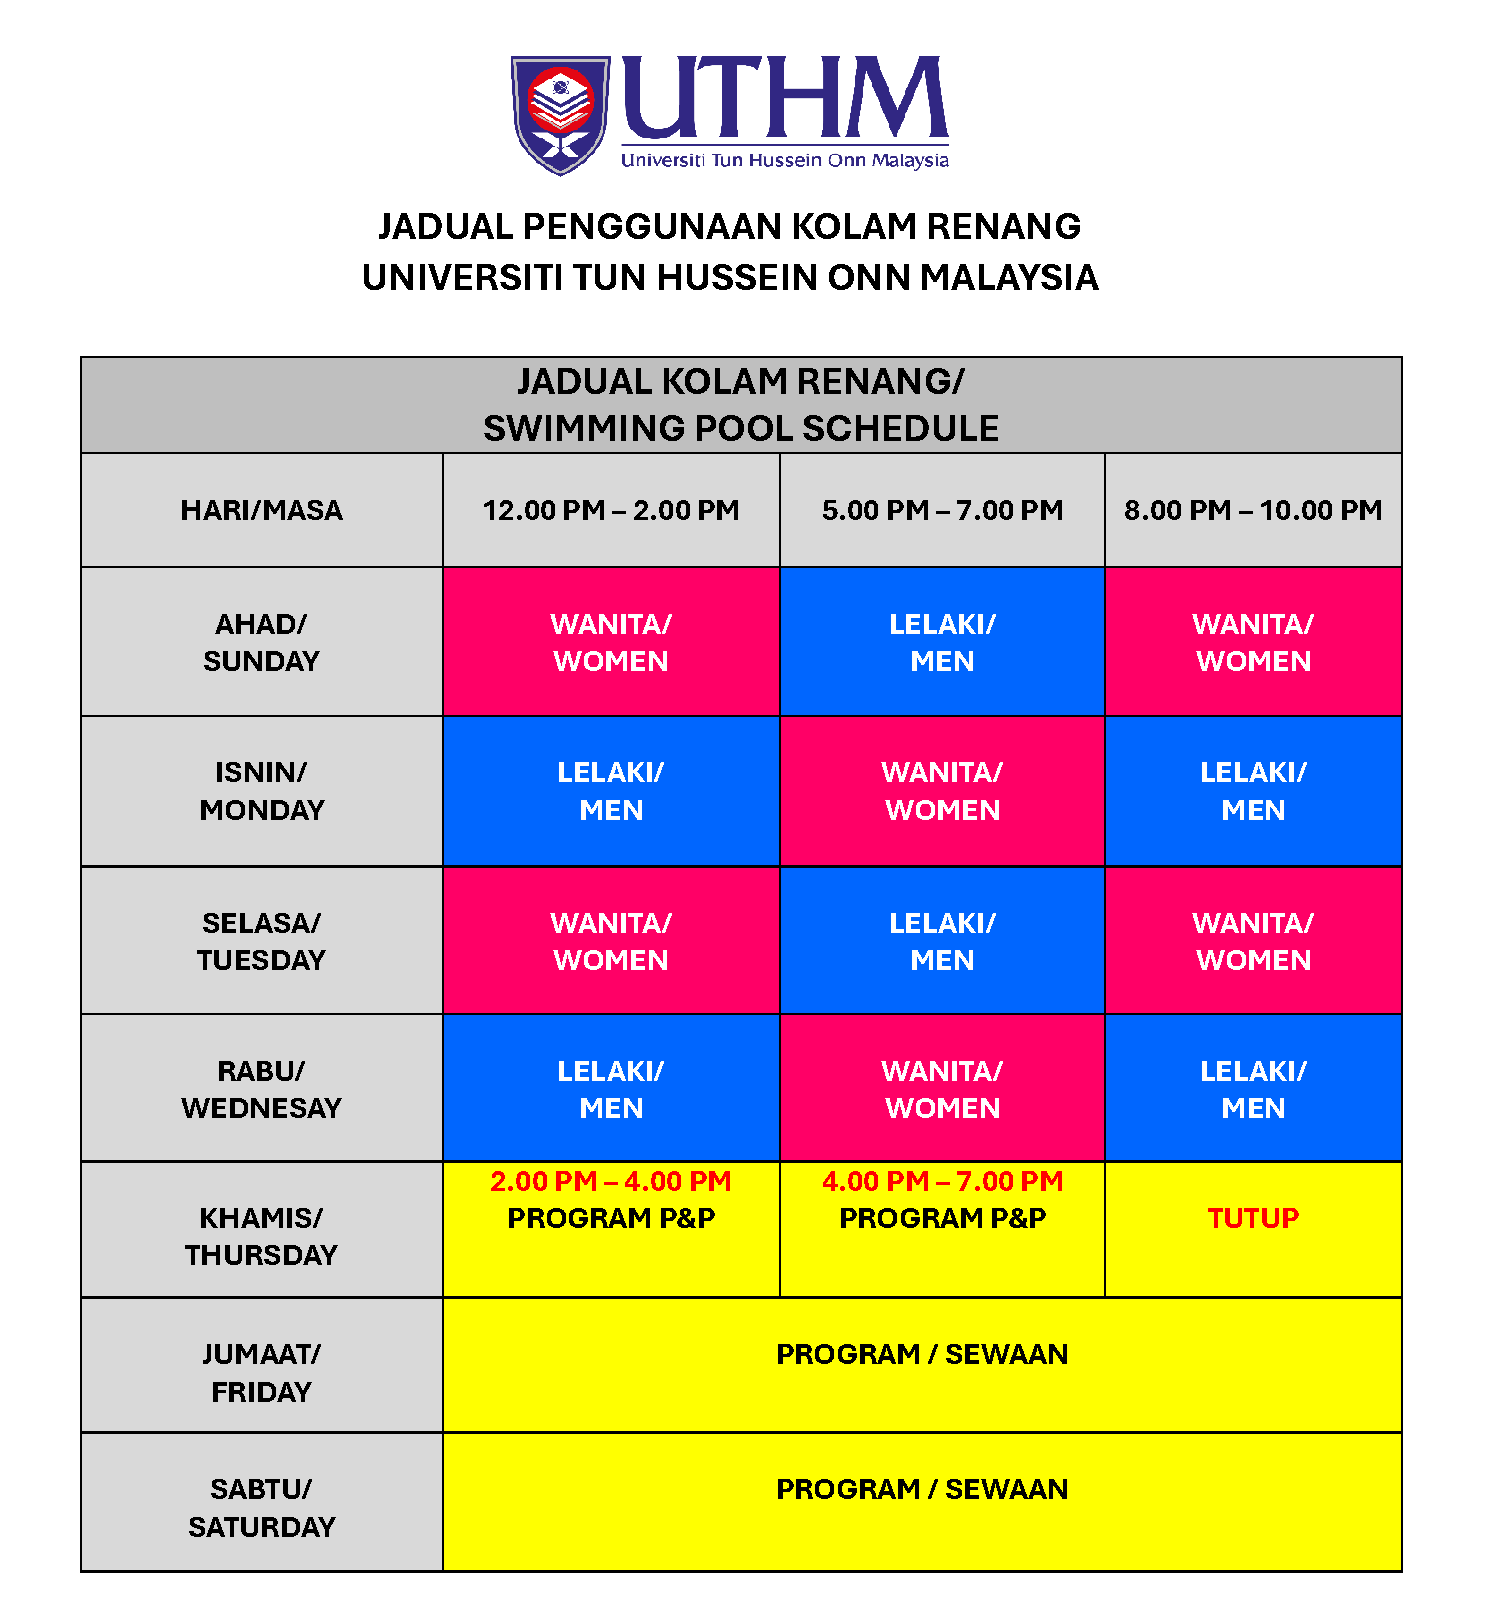 UTHM
Universiti Tun Hussein Onn Malaysia
JADUAL PENGGUNAAN KOLAM RENANG
UNIVERSITI TUN HUSSEIN ONN MALAYSIA
JADUAL KOLAM RENANG/
SWIMMING POOL SCHEDULE
HARI/MASA
12.00 PM – 2.00 PM
5.00 PM – 7.00 PM
8.00 PM – 10.00 PM
AHAD/
SUNDAY
WANITA/
WOMEN
LELAKI/
MEN
WANITA/
WOMEN
ISNIN/
MONDAY
LELAKI/
MEN
WANITA/
WOMEN
LELAKI/
MEN
SELASA/
TUESDAY
WANITA/
WOMEN
LELAKI/
MEN
WANITA/
WOMEN
RABU/
WEDNESAY
LELAKI/
MEN
WANITA/
WOMEN
LELAKI/
MEN
KHAMIS/
THURSDAY
2.00 PM – 4.00 PM
PROGRAM P&P
4.00 PM – 7.00 PM
PROGRAM P&P
TUTUP
JUMAAT/
FRIDAY
PROGRAM / SEWAAN
SABTU/
SATURDAY
PROGRAM / SEWAAN